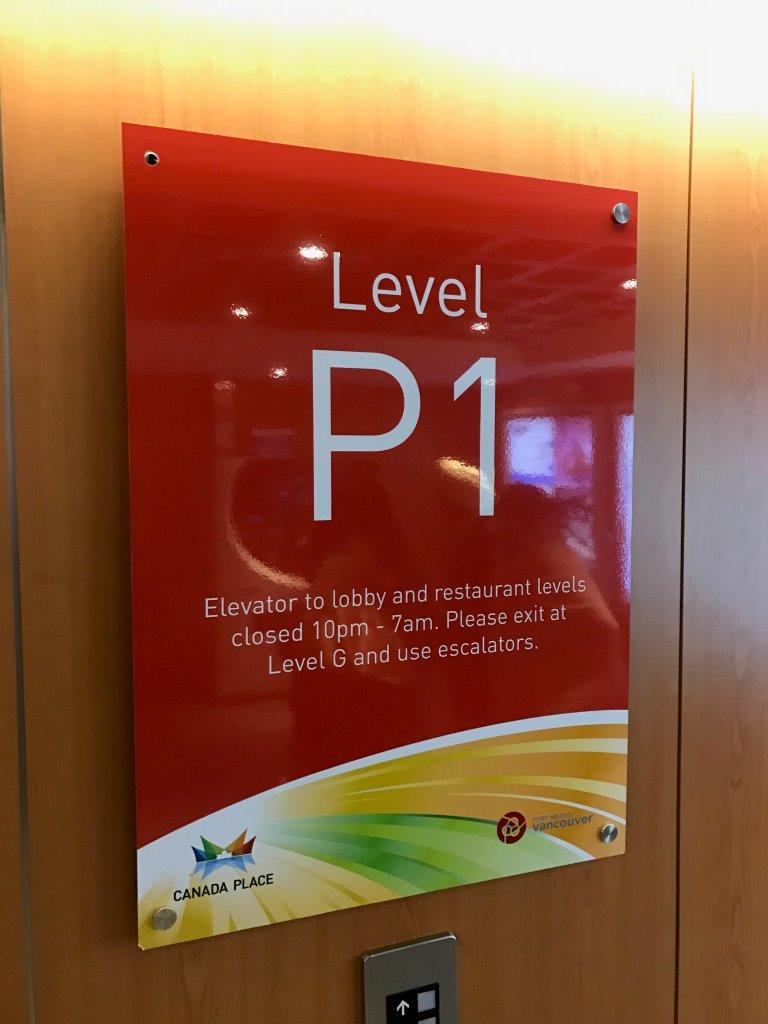 Level
P1
Elevator to lobby and restaurant levels
closed 10pm - 7am. Please exit at
Level G and use escalators.
CANADA PLACE
PORT METRO
vancouver